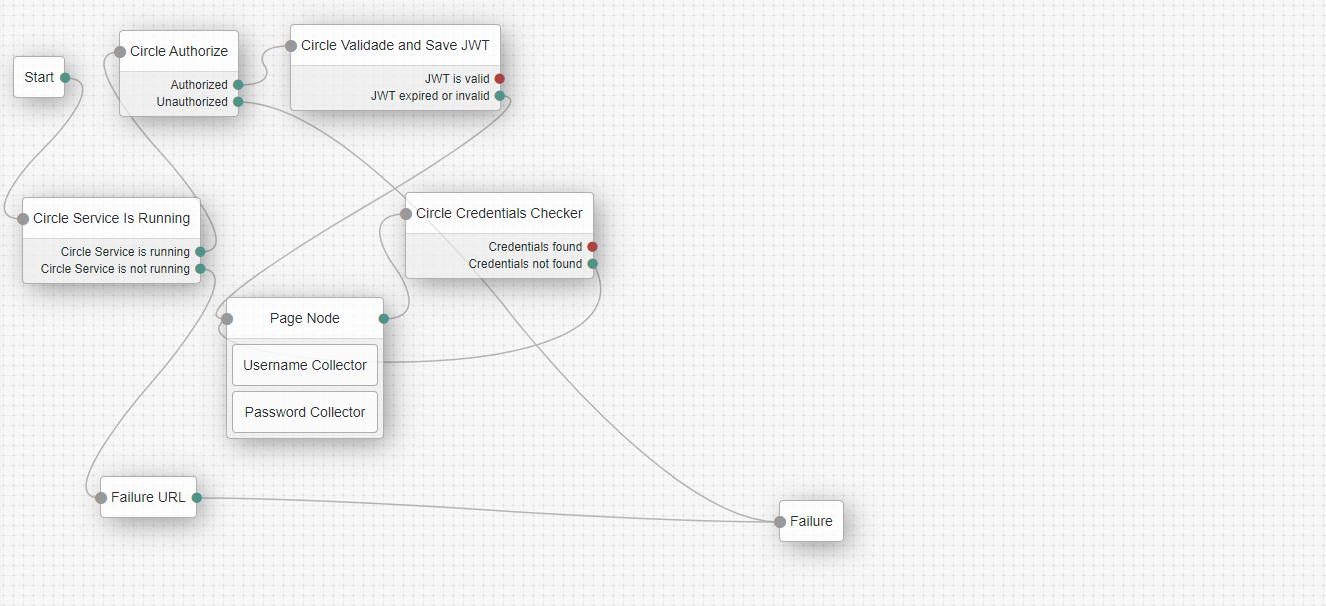 Start
Circle Authorize
Authorized
Unauthorized
Circle Validade and Save JWT
JWT is valid
JWT expired or invalid
Circle Service Is Running
Circle Service is running
Circle Service is not running
Circle Credentials Checker
Credentials found
Credentials not found
Page Node
Username Collector
Password Collector
Failure URL
Failure